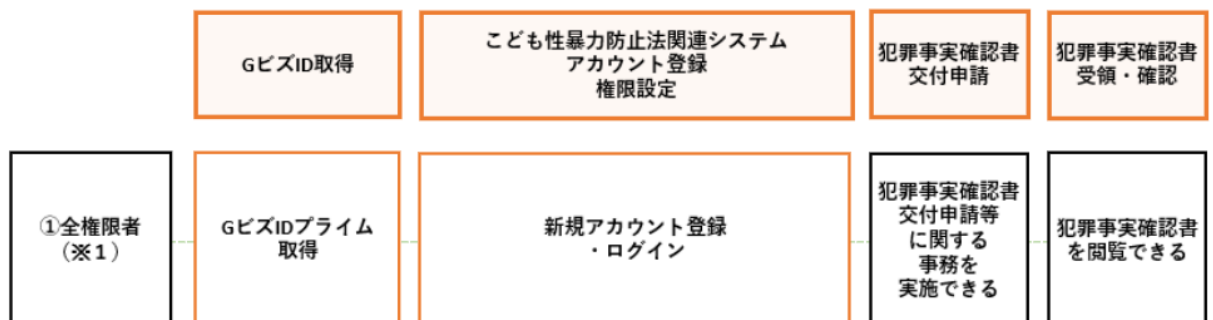 GビズID取得
こども性暴力防止法関連システム
アカウント登録
権限設定
犯罪事実確認書
交付申請
犯罪事実確認書
受領・確認
①全権限者
（※１）
GビズIDプライム
取得
新規アカウント登録
・ログイン
犯罪事実確認書
交付申請等
に関する
事務を
実施できる
犯罪事実確認書
を閲覧できる